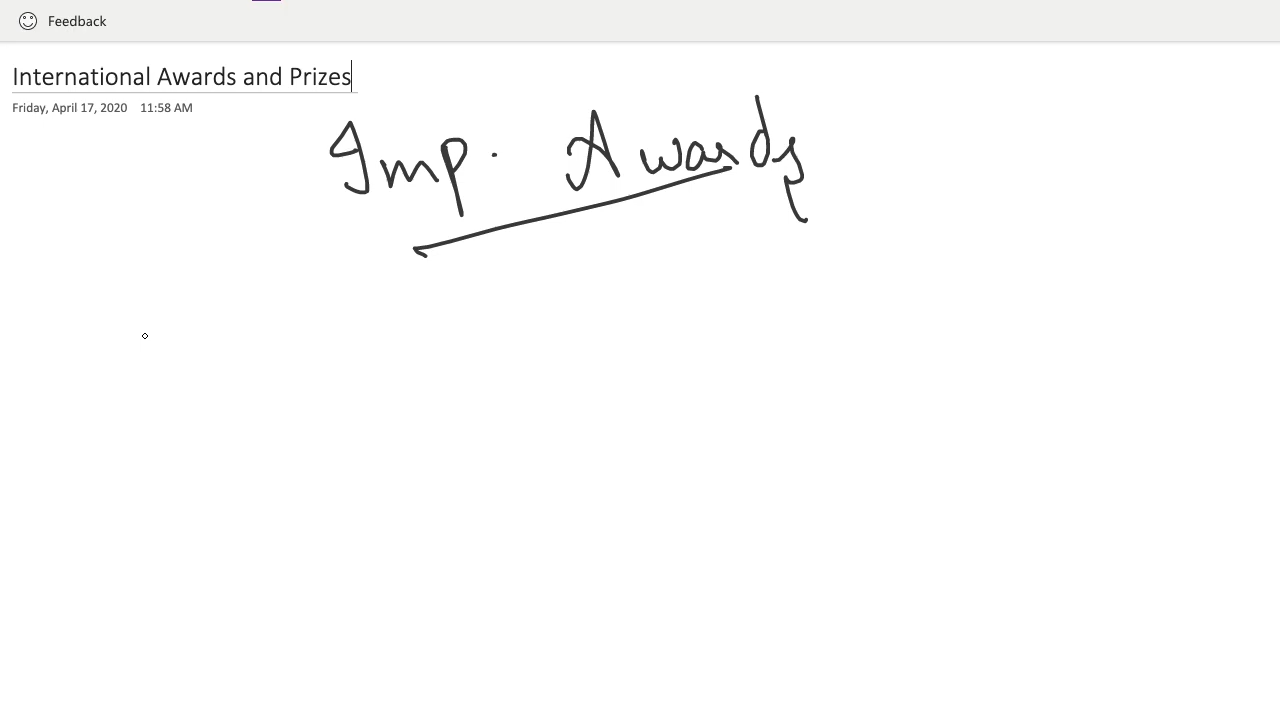 Feedback
International Awards and Prizes
Friday, April 17, 2020 11:58 AM
Imp. Awards